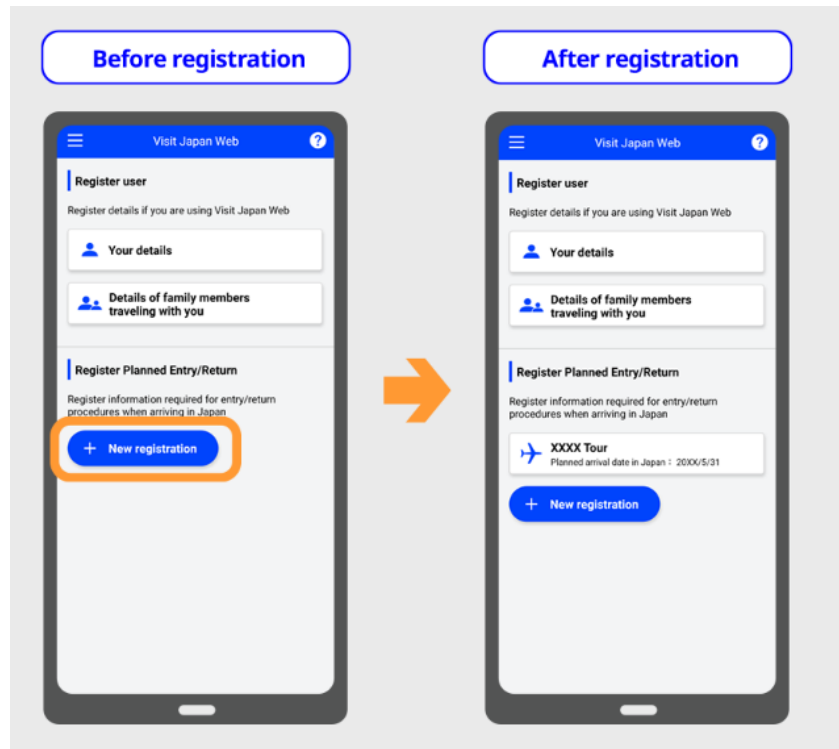 Before registration
Visit Japan Web
?
Register user
Register details if you are using Visit Japan Web
Your details
Details of family members
traveling with you
Register Planned Entry/Return
Register information required for entry/return
procedures when arriving in Japan
+ New registration
After registration
Visit Japan Web
?
Register user
Register details if you are using Visit Japan Web
Your details
Details of family members
traveling with you
Register Planned Entry/Return
Register information required for entry/return
procedures when arriving in Japan
XXXX Tour
Planned arrival date in Japan： 20XX/5/31
+ New registration